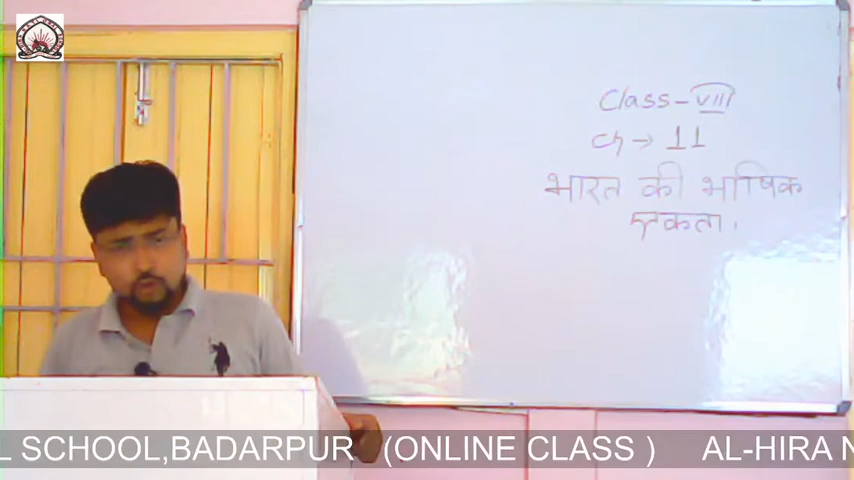 Class-VIII
Ch → 11
भारत की भाषिक
एकता.
L SCHOOL,BADARPUR (ONLINE CLASS ) AL-HIRA N